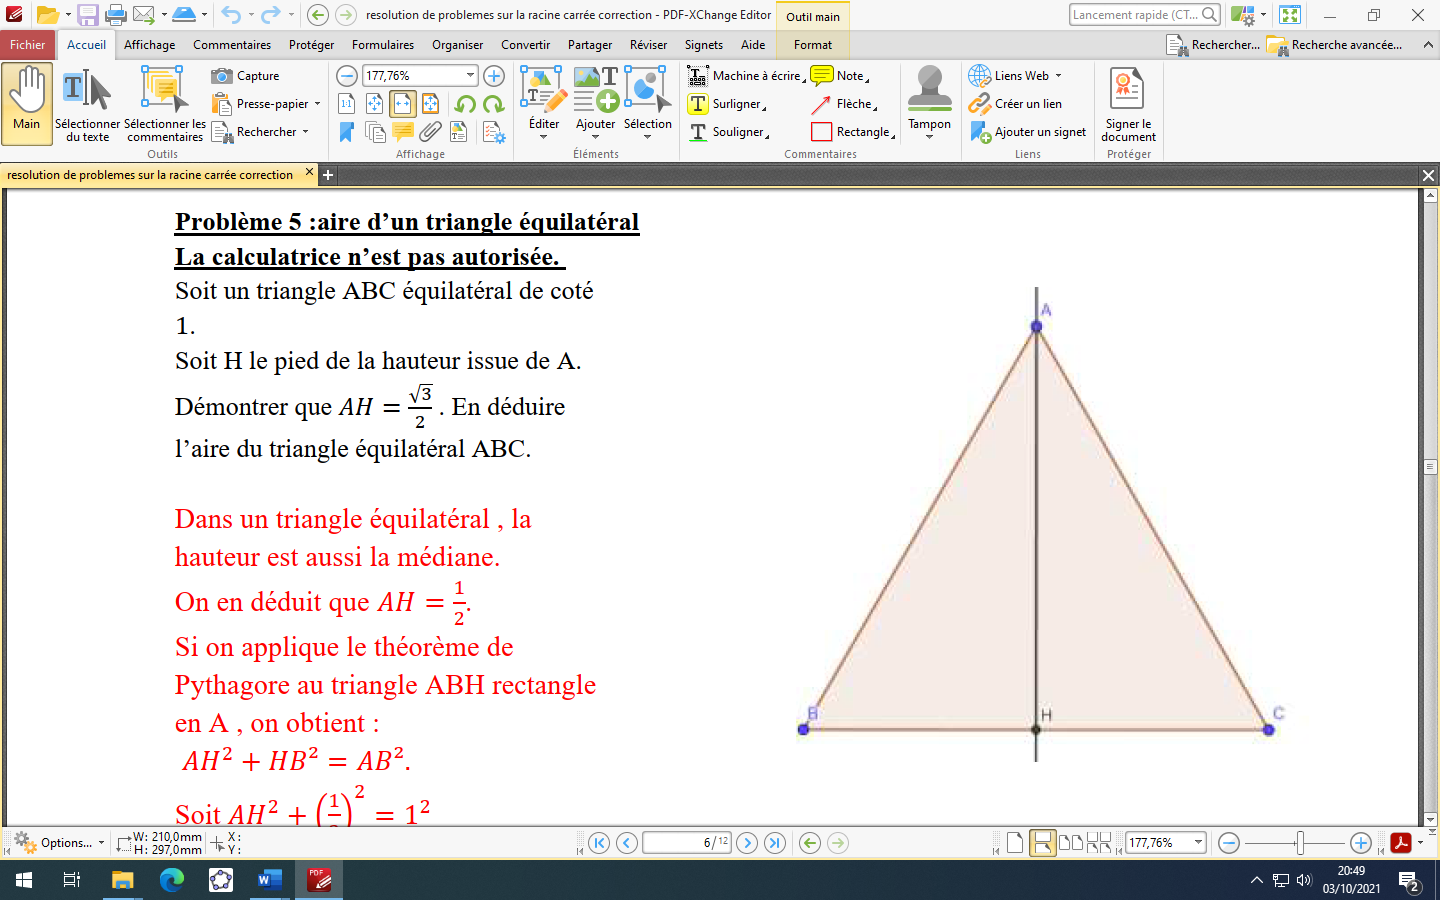 resolution de problemes sur la racine carrée correction - PDF-XChange Editor
Outil main
Lancement rapide (CT...
Fichier Accueil Affichage Commentaires Protéger Formulaires Organiser Convertir Partager Réviser Signets Aide Format Rechercher... Recherche avancée...
Main
Sélectionner du texte
Sélectionner les commentaires
Capture
Presse-papier
Rechercher
Outils
177,76%
1:1
Affichage
Éditer
Ajouter
Sélection
Éléments
Machine à écrire
Surligner
Souligner
Note
Flèche
Rectangle
Tampon
Commentaires
Liens Web
Créer un lien
Ajouter un signet
Liens
Signer le document
Protéger
resolution de problemes sur la racine carrée correction
Problème 5 :aire d’un triangle équilatéral
La calculatrice n’est pas autorisée.
Soit un triangle ABC équilatéral de coté
1.
Soit H le pied de la hauteur issue de A.
Démontrer que AH = √3/2 . En déduire
l’aire du triangle équilatéral ABC.
Dans un triangle équilatéral , la
hauteur est aussi la médiane.
On en déduit que AH = 1/2.
Si on applique le théorème de
Pythagore au triangle ABH rectangle
en A , on obtient :
AH² + HB² = AB².
Soit AH² + (1/2)² = 1²
A
B
H
C
Options...
W: 210,0mm
H: 297,0mm
X:
Y:
6/12
177,76%
W
PDF
20:49
03/10/2021
2